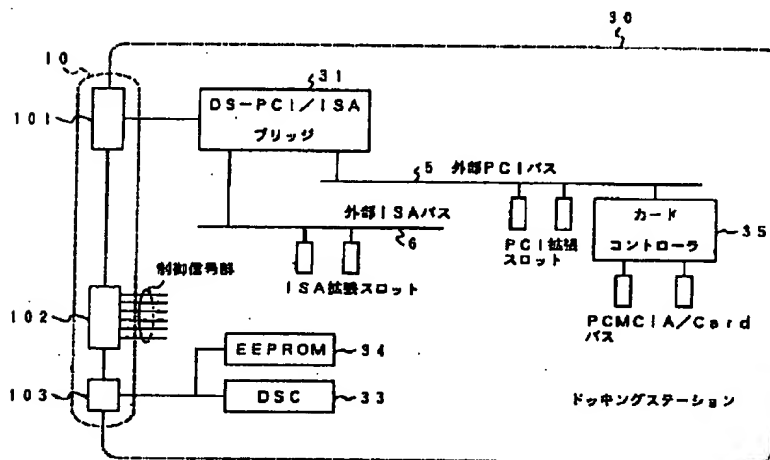 30
10
31
DS-PCI/ISA
ブリッジ
101
5 外部PCIバス
外部ISAバス
6
カード
コントローラ
35
PCI拡張
スロット
制御信号群
ISA拡張スロット
102
PCMCIA/Card
バス
EEPROM
34
103
DSC
33
ドッキングステーション